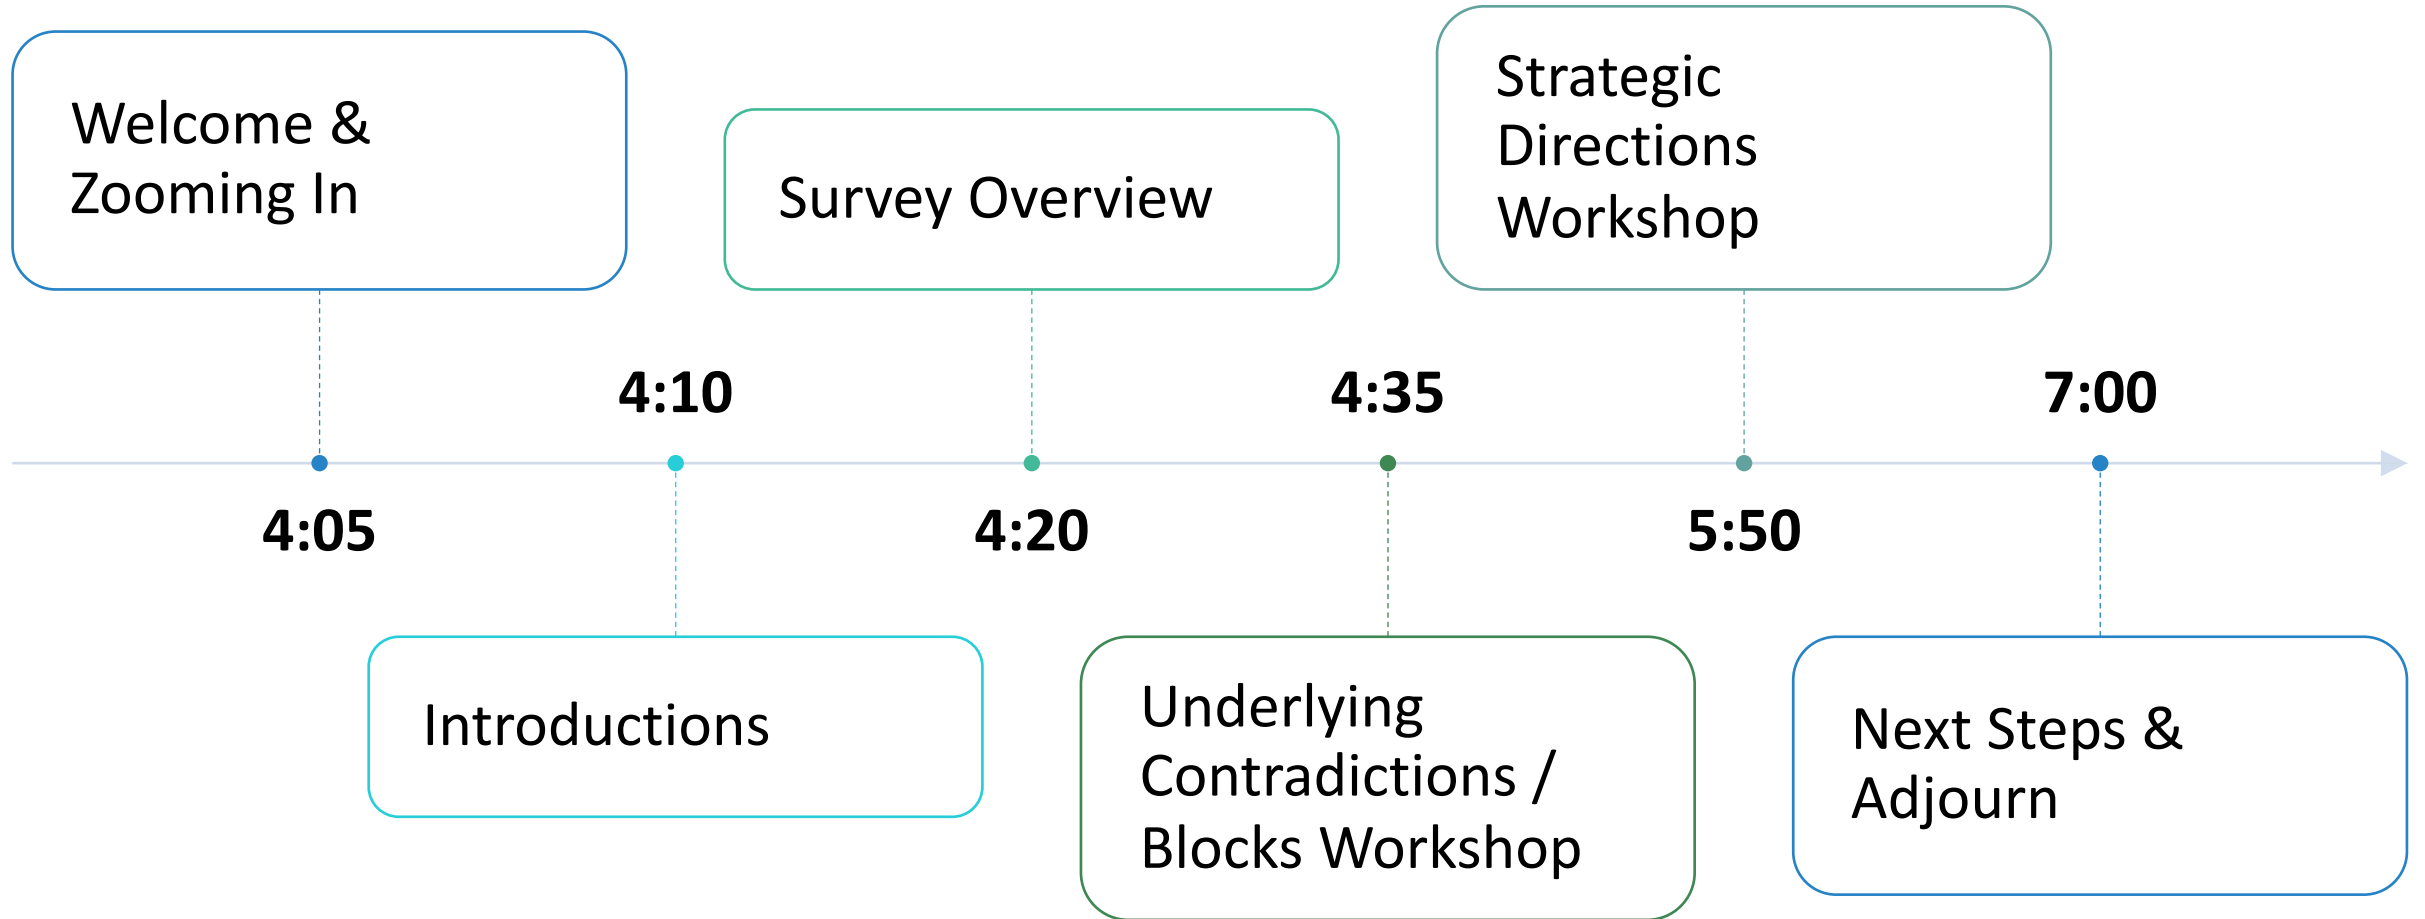 Welcome &
Zooming In
4:05
4:10
Introductions
Survey Overview
4:20
4:35
Underlying
Contradictions /
Blocks Workshop
Strategic
Directions
Workshop
5:50
7:00
Next Steps &
Adjourn